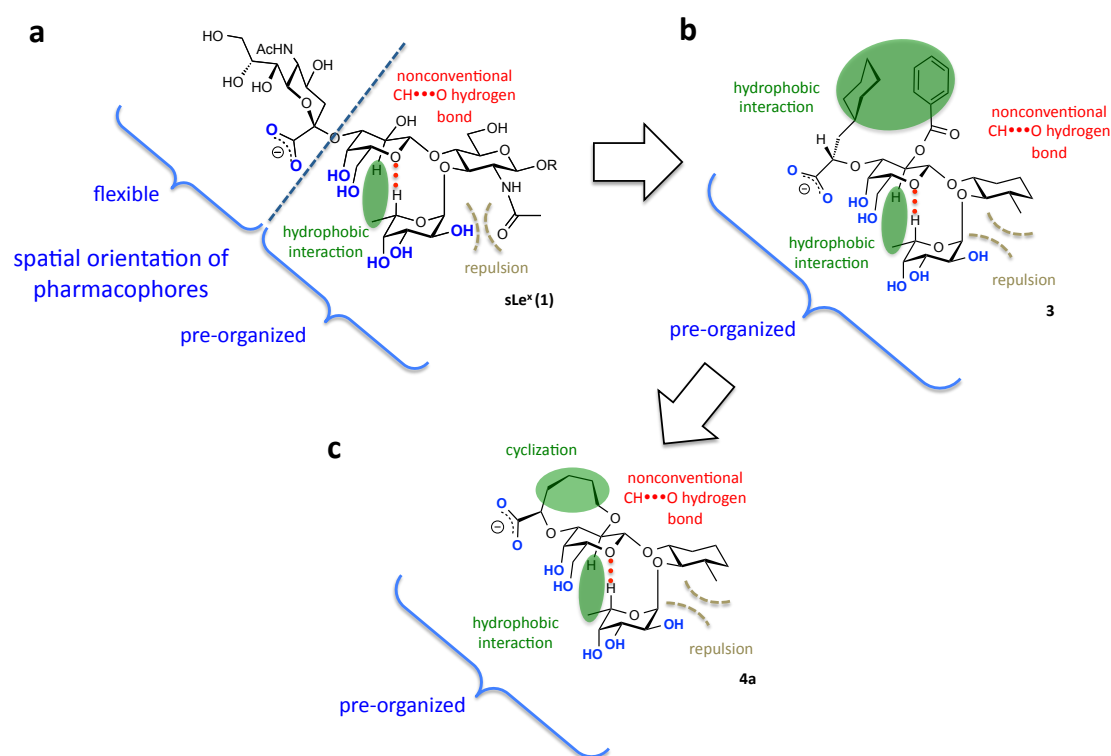 a
HO
HO
OH
HO
AcHN
OH
O
O
O
⊖
O
OH
O
HO
HO
H
H
nonconventional
CH•••O hydrogen
bond
OH
O
HO
O
O
OR
NH
O
O
OH
OH
HO
flexible
hydrophobic
interaction
repulsion
spatial orientation of
pharmacophores
pre-organized
sLeˣ (1)
b
hydrophobic
interaction
nonconventional
CH•••O hydrogen
bond
O
O
H
O
O
⊖
O
O
O
O
HO
HO
H
H
O
O
OH
HO
OH
hydrophobic
interaction
repulsion
pre-organized
3
c
cyclization
nonconventional
CH•••O hydrogen
bond
O
O
⊖
O
O
O
O
O
HO
HO
H
H
O
OH
HO
OH
hydrophobic
interaction
repulsion
pre-organized
4a